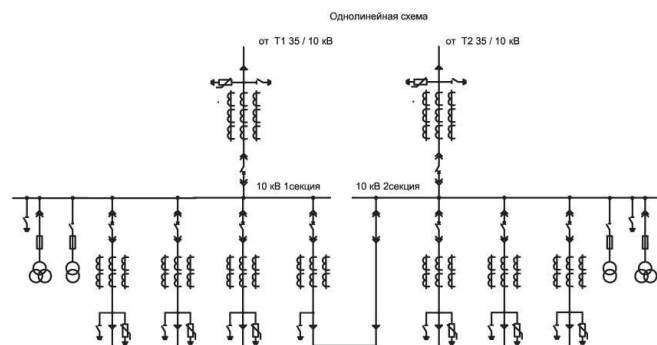 Однолинейная схема
от Т1 35 / 10 кВ
от Т2 35 / 10 кВ
10 кВ 1секция
10 кВ 2секция